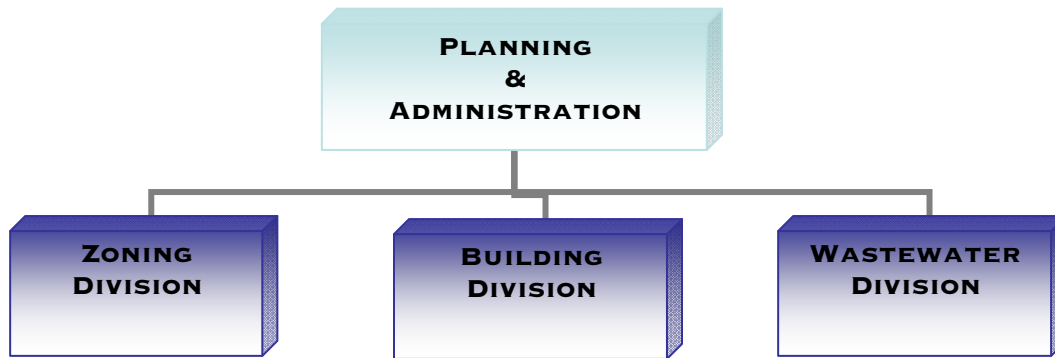 PLANNING
&
ADMINISTRATION
ZONING
DIVISION
BUILDING
DIVISION
WASTEWATER
DIVISION